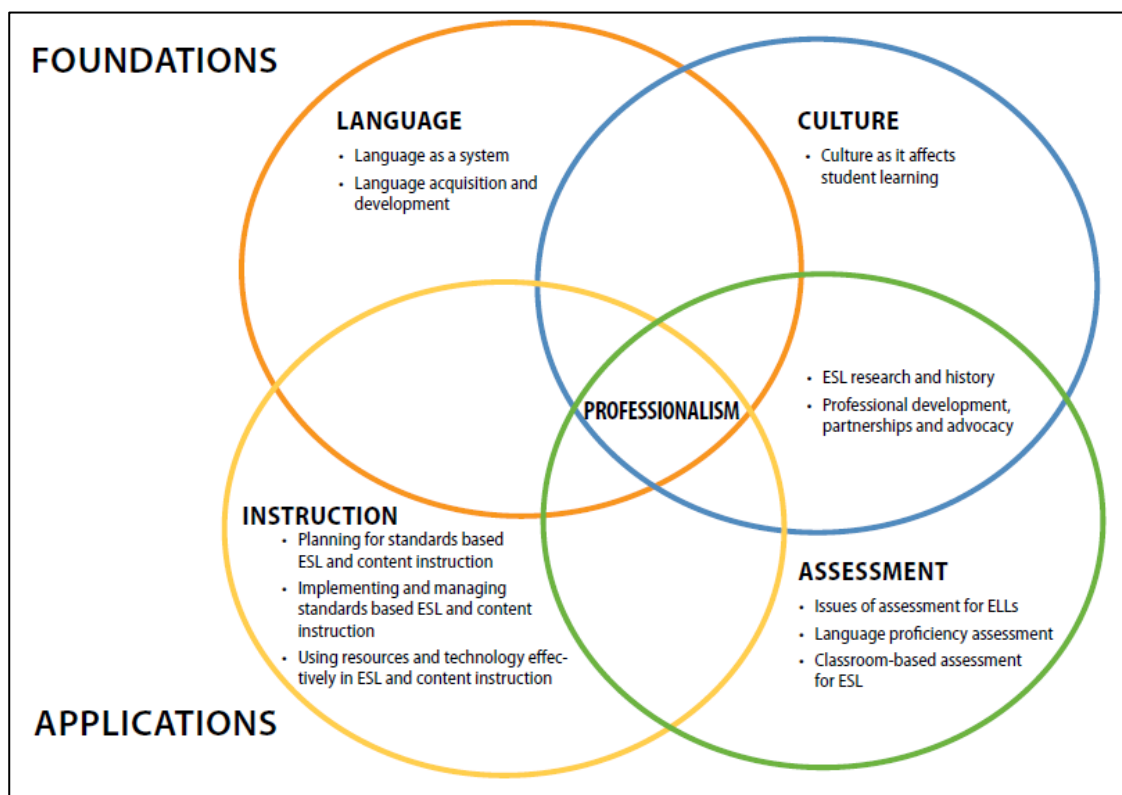 FOUNDATIONS
LANGUAGE
• Language as a system
• Language acquisition and
development
CULTURE
• Culture as it affects
student learning
PROFESSIONALISM
• ESL research and history
• Professional development,
partnerships and advocacy
INSTRUCTION
• Planning for standards based
ESL and content instruction
• Implementing and managing
standards based ESL and content
instruction
• Using resources and technology effec-
tively in ESL and content instruction
ASSESSMENT
• Issues of assessment for ELLs
• Language proficiency assessment
• Classroom-based assessment
for ESL
APPLICATIONS